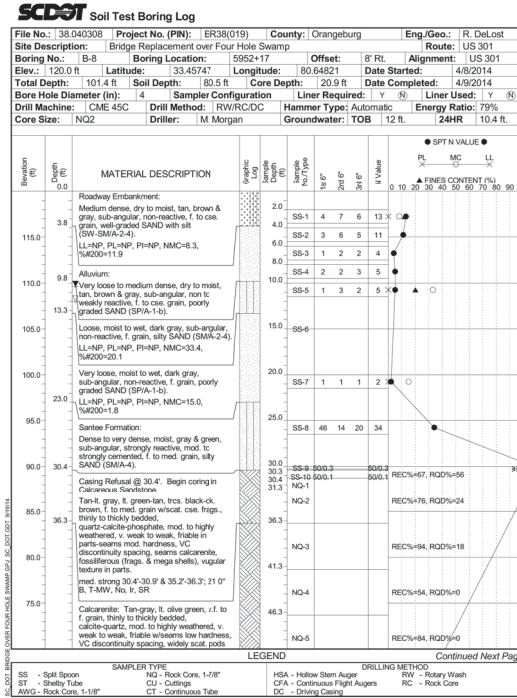 SCDOT Soil Test Boring Log
File No.: 38.040308 Project No. (PIN): ER38(019) County: Orangeburg Eng./Geo.: R. DeLost
Site Description: Bridge Replacement over Four Hole Swamp Route: US 301
Boring No.: B-8 Boring Location: 5952+17 Offset: 8' Rt. Alignment: US 301
Elev.: 120.0 ft Latitude: 33.45747 Longitude: 80.64821 Date Started: 4/8/2014
Total Depth: 101.4 ft Soil Depth: 80.5 ft Core Depth: 20.9 ft Date Completed: 4/9/2014
Bore Hole Diameter (in): 4 Sampler Configuration Liner Required: Y N Liner Used: Y N
Drill Machine: CME 45C Drill Method: RW/RC/DC Hammer Type: Automatic Energy Ratio: 79%
Core Size: NQ2 Driller: M. Morgan Groundwater: TOB 12 ft. 24HR 10.4 ft.
Elevation (ft) Depth (ft) MATERIAL DESCRIPTION Graphic Log Sample Depth (ft) Sample No./Type 1st 6" 2nd 6" 3rd 6" N Value
● SPT N VALUE ●
PL MC LL
▲ FINES CONTENT (%)
0 10 20 30 40 50 60 70 80 90
0.0
Roadway Embankment:
Medium dense, dry to moist, tan, brown & 2.0
gray, sub-angular, non-reactive, f. to cse. SS-1 4 7 6 13
3.8 grain, well-graded SAND with silt 4.0
(SW-SM/A-2-4).
115.0 LL=NP, PL=NP, PI=NP, NMC=8.3, SS-2 3 6 5 11
%#200=11.9 6.0
SS-3 1 2 2 4
8.0
Alluvium: SS-4 2 2 3 5
9.8 Very loose to medium dense, dry to moist, 10.0
110.0 tan, brown & gray, sub-angular, non to SS-5 1 3 2 5
weakly reactive, f. to cse. grain, poorly
13.3 graded SAND (SP/A-1-b).
Loose, moist to wet, dark gray, sub-angular, 15.0
105.0 non-reactive, f. grain, silty SAND (A-2-4). SS-6
LL=NP, PL=NP, PI=NP, NMC=33.4,
%#200=20.1
Very loose, moist to wet, dark gray, 20.0
100.0 sub-angular, non-reactive, f. grain, poorly SS-7 1 1 1 2
graded SAND (SP/A-1-b).
23.0 LL=NP, PL=NP, PI=NP, NMC=15.0,
%#200=1.8
95.0 Santee Formation: 25.0
Dense to very dense, moist, gray & green, SS-8 46 14 20 34
sub-angular, strongly reactive, mod. to
strongly cemented, f. to med. grain, silty
SAND (SM/A-4). 30.0
90.0 30.4 30.3 SS-9 50/0.3 50/0.3
30.4 SS-10 50/0.1 50/0.1 REC%=67, RQD%=56
Casing Refusal @ 30.4'. Begin coring in 31.3 NQ-1
Calcareous Sandstone.
Tan-lt. gray, lt. green-tan, trcs. black-ck. NQ-2 REC%=76, RQD%=24
brown, f. to med. grain w/scat. cse. frags.,
85.0 36.3 thinly to thickly bedded, 36.3
quartz-calcite-phosphate, mod. to highly
weathered, v. weak to weak, friable in NQ-3 REC%=94, RQD%=18
parts-seams mod. hardness, VC
80.0 discontinuity spacing, seams calcarenite,
fossiliferous (frags. & mega shells), vugular 41.3
texture in parts.
med. strong 30.4'-30.9' & 35.2'-36.3'; 21 0" NQ-4 REC%=54, RQD%=0
B, T-MW, No, Ir, SR
75.0 Calcarenite: Tan-gray, lt. olive green, v.f. to 46.3
f. grain, thinly to thickly bedded,
calcite-quartz, mod. to highly weathered, v.
weak to weak, friable w/seams low hardness, NQ-5 REC%=84, RQD%=0
VC discontinuity spacing, widely scat. pods
LEGEND Continued Next Pag
SAMPLER TYPE DRILLING METHOD
SS - Split Spoon NQ - Rock Core, 1-7/8" HSA - Hollow Stem Auger RW - Rotary Wash
ST - Shelby Tube CU - Cuttings CFA - Continuous Flight Augers RC - Rock Core
AWG - Rock Core, 1-1/8" CT - Continuous Tube DC - Driving Casing
SC_DOT BRIDGE OVER FOUR HOLE SWAMP.GPJ SC_DOT.GDT 9/19/14